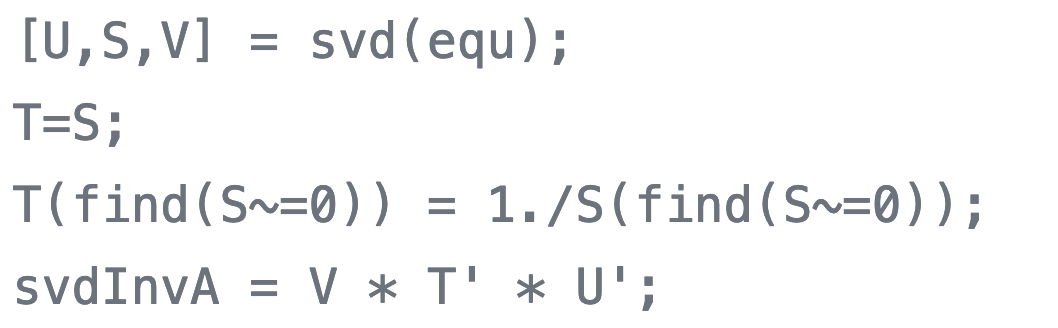 [U,S,V] = svd(equ);
T=S;
T(find(S~=0)) = 1./S(find(S~=0));
svdInvA = V * T' * U';